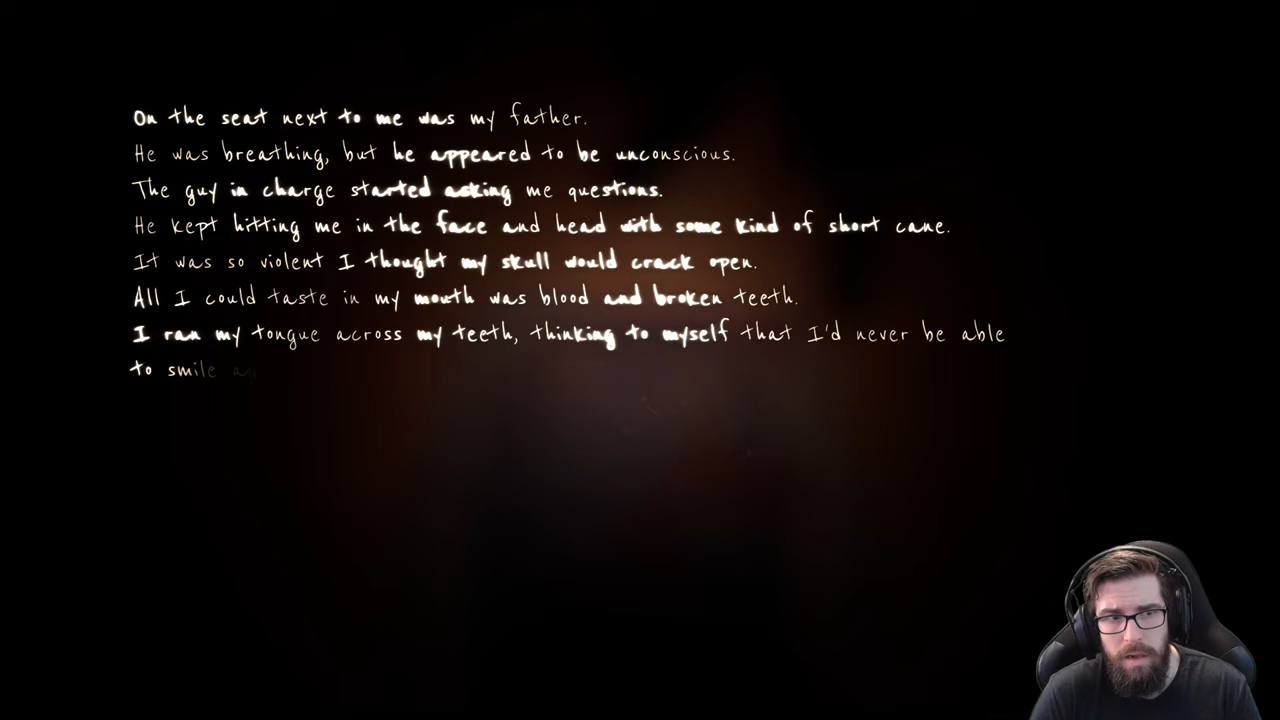 On the seat next to me was my father.
He was breathing, but he appeared to be unconscious.
The guy in charge started asking me questions.
He kept hitting me in the face and head with some kind of short cane.
It was so violent I thought my skull would crack open.
All I could taste in my mouth was blood and broken teeth.
I ran my tongue across my teeth, thinking to myself that I'd never be able
to smile